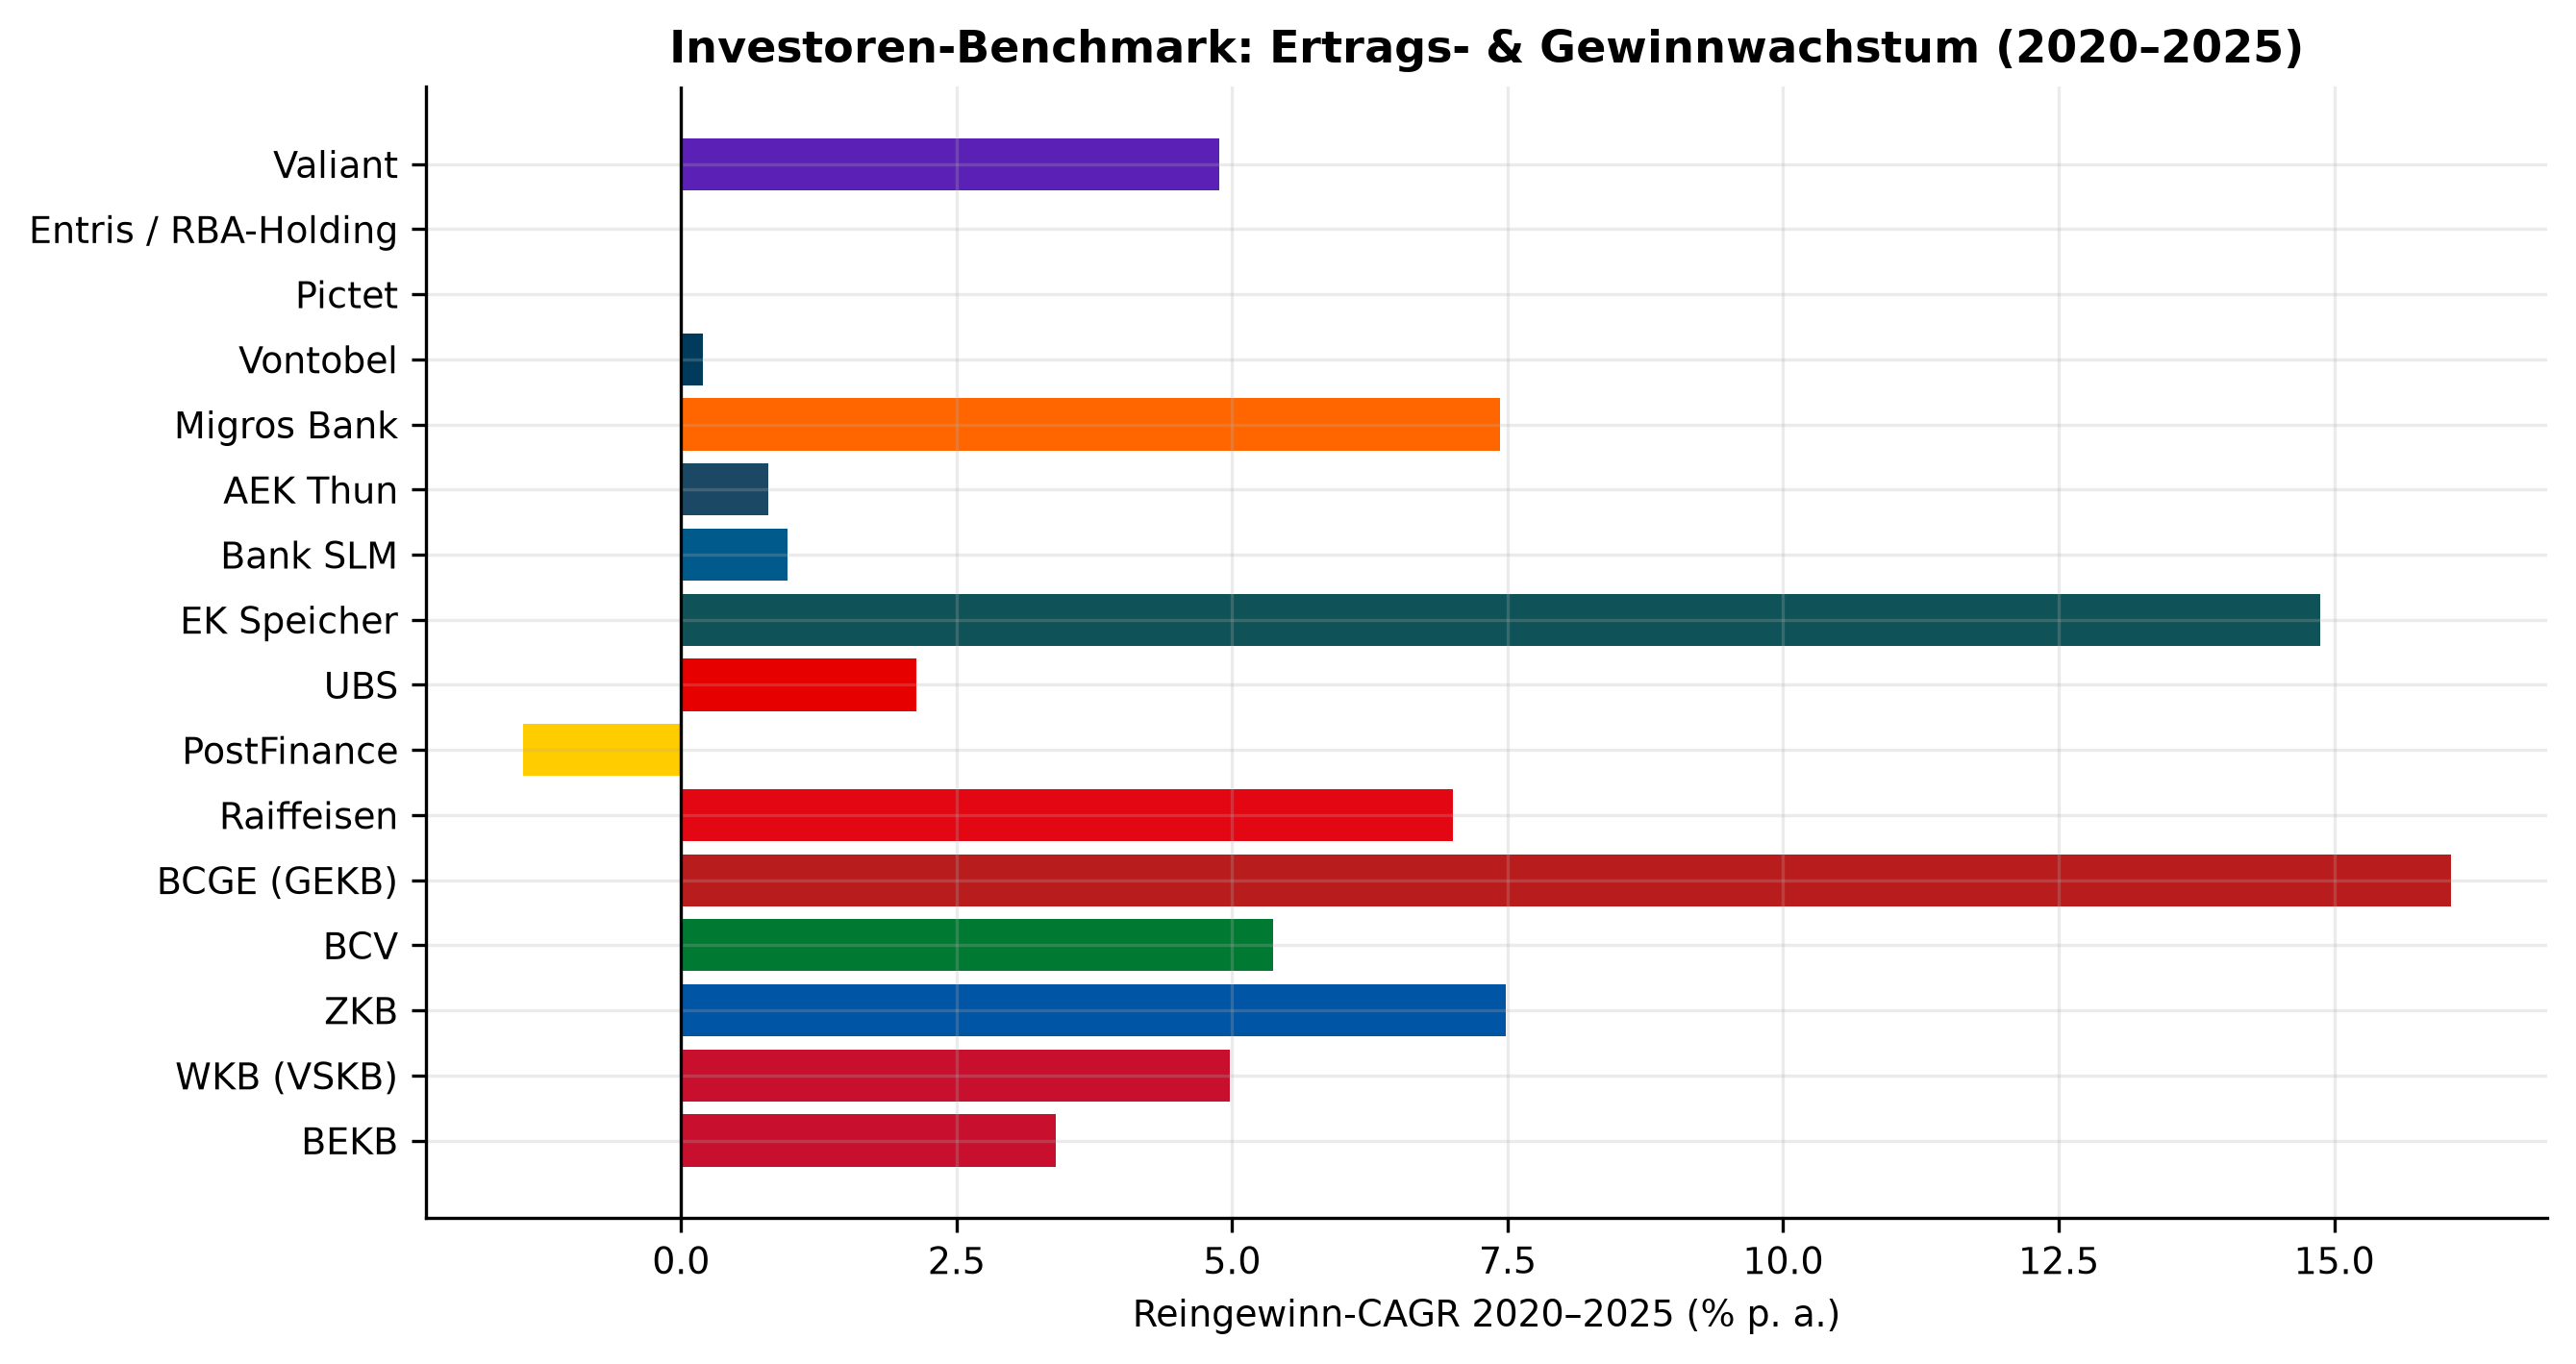 Investoren-Benchmark: Ertrags- & Gewinnwachstum (2020–2025)
Valiant
Entris / RBA-Holding
Pictet
Vontobel
Migros Bank
AEK Thun
Bank SLM
EK Speicher
UBS
PostFinance
Raiffeisen
BCGE (GEKB)
BCV
ZKB
WKB (VSKB)
BEKB
0.0 2.5 5.0 7.5 10.0 12.5 15.0
Reingewinn-CAGR 2020–2025 (% p. a.)